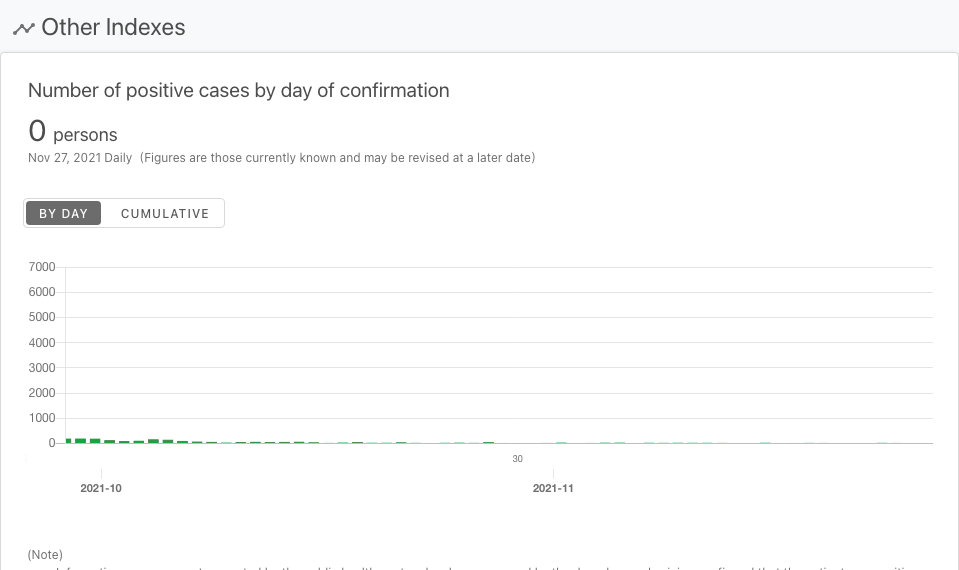 Other Indexes
Number of positive cases by day of confirmation
0 persons
Nov 27, 2021 Daily (Figures are those currently known and may be revised at a later date)
BY DAY CUMULATIVE
7000
6000
5000
4000
3000
2000
1000
0
30
2021-10 2021-11
(Note)